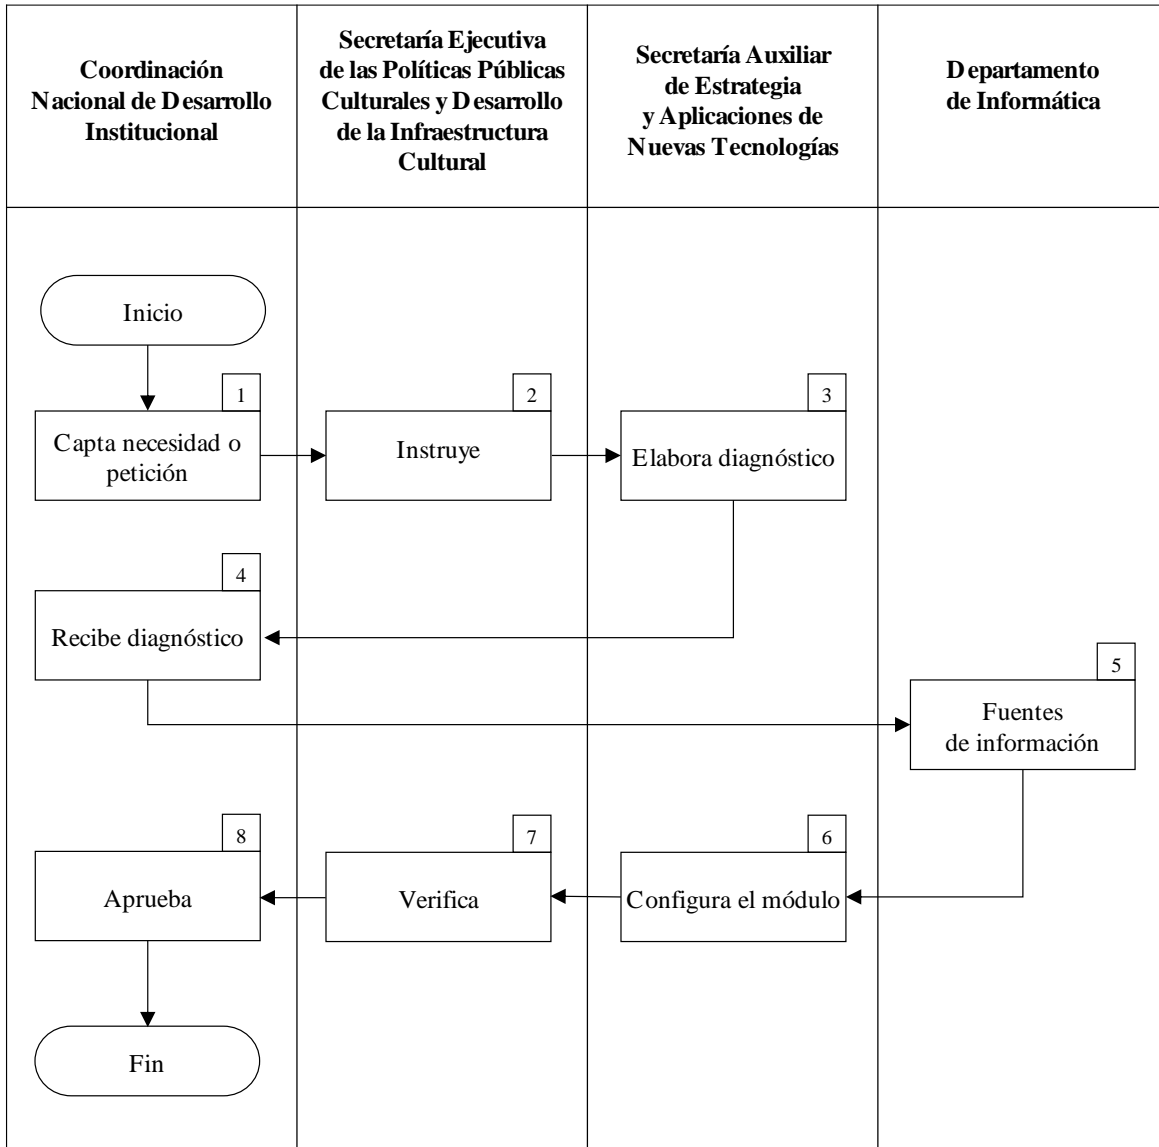 Coordinación
Nacional de Desarrollo
Institucional
Secretaría Ejecutiva
de las Políticas Públicas
Culturales y Desarrollo
de la Infraestructura
Cultural
Secretaría Auxiliar
de Estrategia
y Aplicaciones de
Nuevas Tecnologías
Departamento
de Informática
Inicio
1
Capta necesidad o
petición
2
Instruye
3
Elabora diagnóstico
4
Recibe diagnóstico
5
Fuentes
de información
8
Aprueba
7
Verifica
6
Configura el módulo
Fin